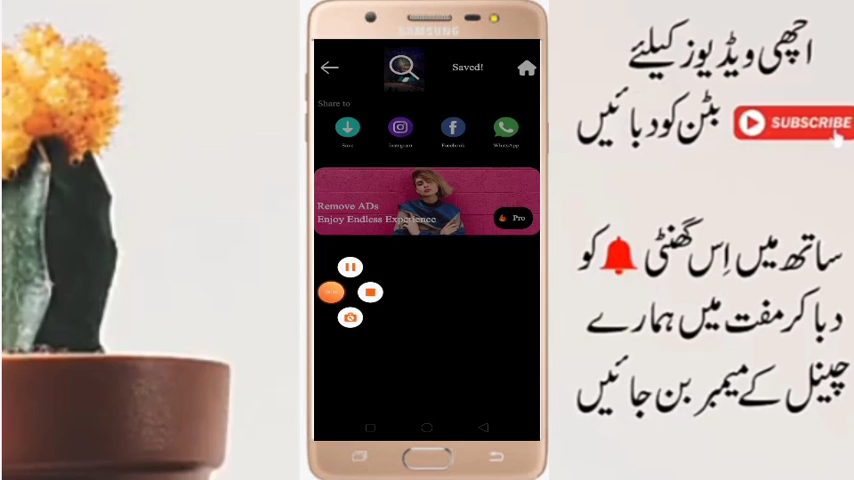 SAMSUNG
Saved!
Share to
Save Instagram Facebook WhatsApp
Remove ADs
Enjoy Endless Experience
Pro
اچھی ویڈیوز کیلئے
بٹن کو دبائیں SUBSCRIBE
ساتھ میں اِس گھنٹی کو
دبا کر مفت میں ہمارے
چینل کے میمبر بن جائیں